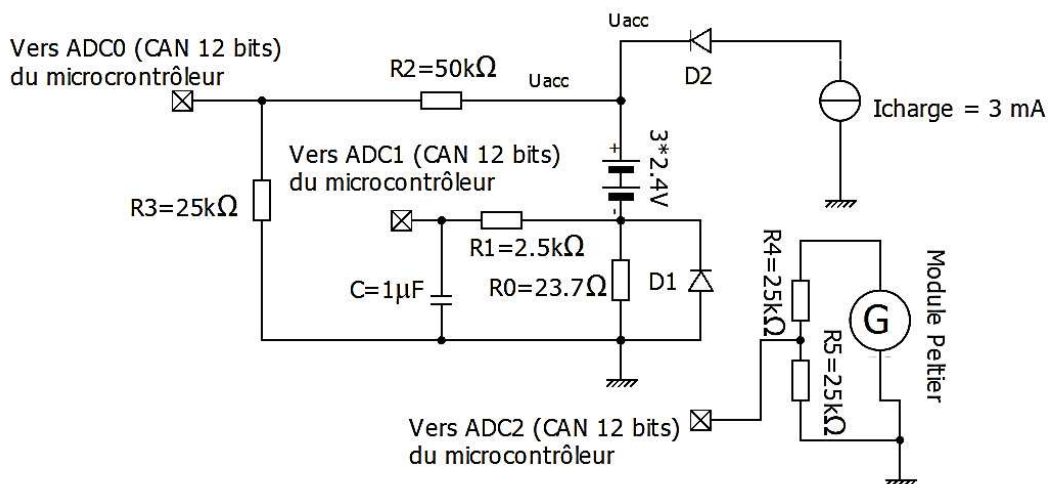 Uacc
Vers ADC0 (CAN 12 bits)
du microcrontrôleur
R2=50kΩ
Uacc
D2
Icharge = 3 mA
+
3*2.4V
-
Vers ADC1 (CAN 12 bits)
du microcontrôleur
R3=25kΩ
R1=2.5kΩ
C=1µF
R0=23.7Ω
D1
R4=25kΩ
R5=25kΩ
G
Module Peltier
Vers ADC2 (CAN 12 bits)
du microcontrôleur